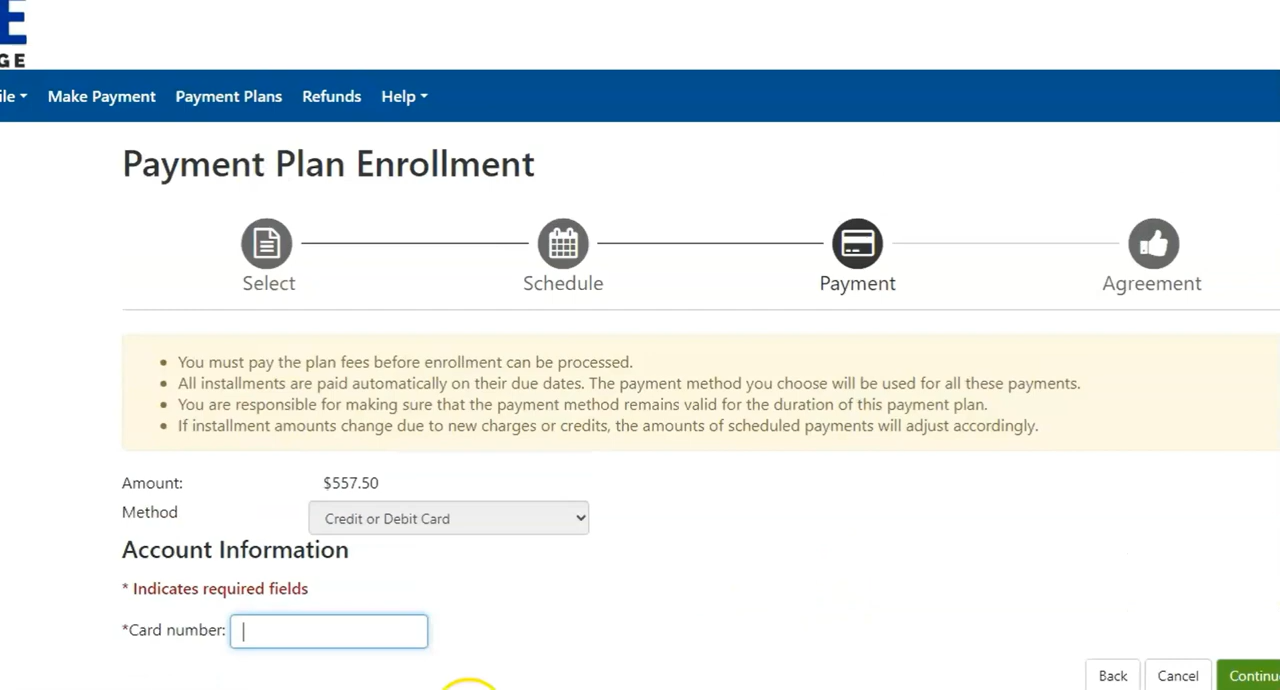 E
GE
ile Make Payment Payment Plans Refunds Help
Payment Plan Enrollment
Select Schedule Payment Agreement
• You must pay the plan fees before enrollment can be processed.
• All installments are paid automatically on their due dates. The payment method you choose will be used for all these payments.
• You are responsible for making sure that the payment method remains valid for the duration of this payment plan.
• If installment amounts change due to new charges or credits, the amounts of scheduled payments will adjust accordingly.
Amount: $557.50
Method Credit or Debit Card
Account Information
* Indicates required fields
*Card number:
Back Cancel Continu